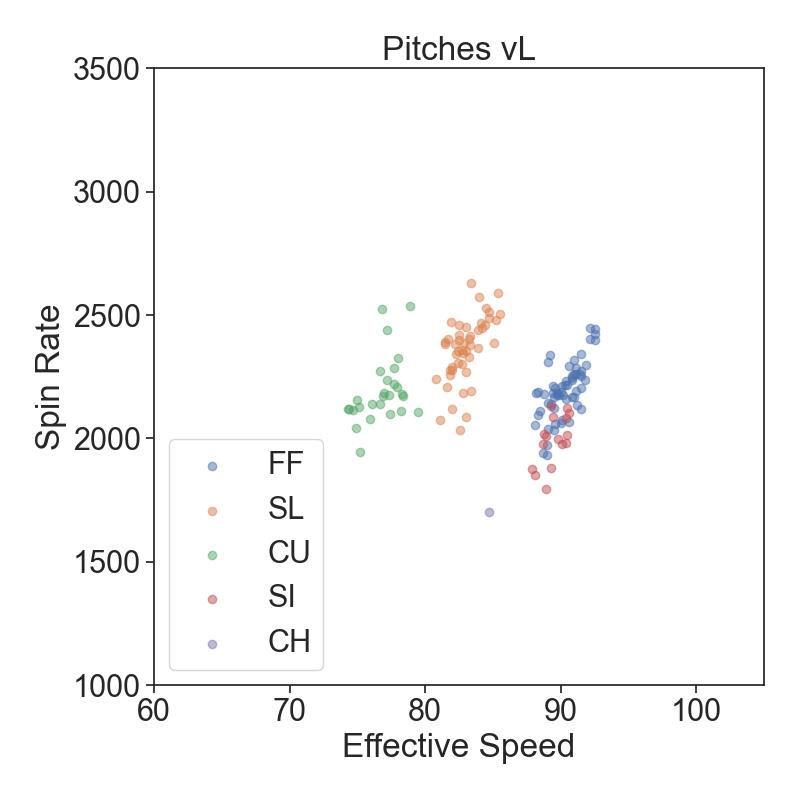 Pitches vL
3500
3000
2500
2000
1500
1000
Spin Rate
FF
SL
CU
SI
CH
60 70 80 90 100
Effective Speed